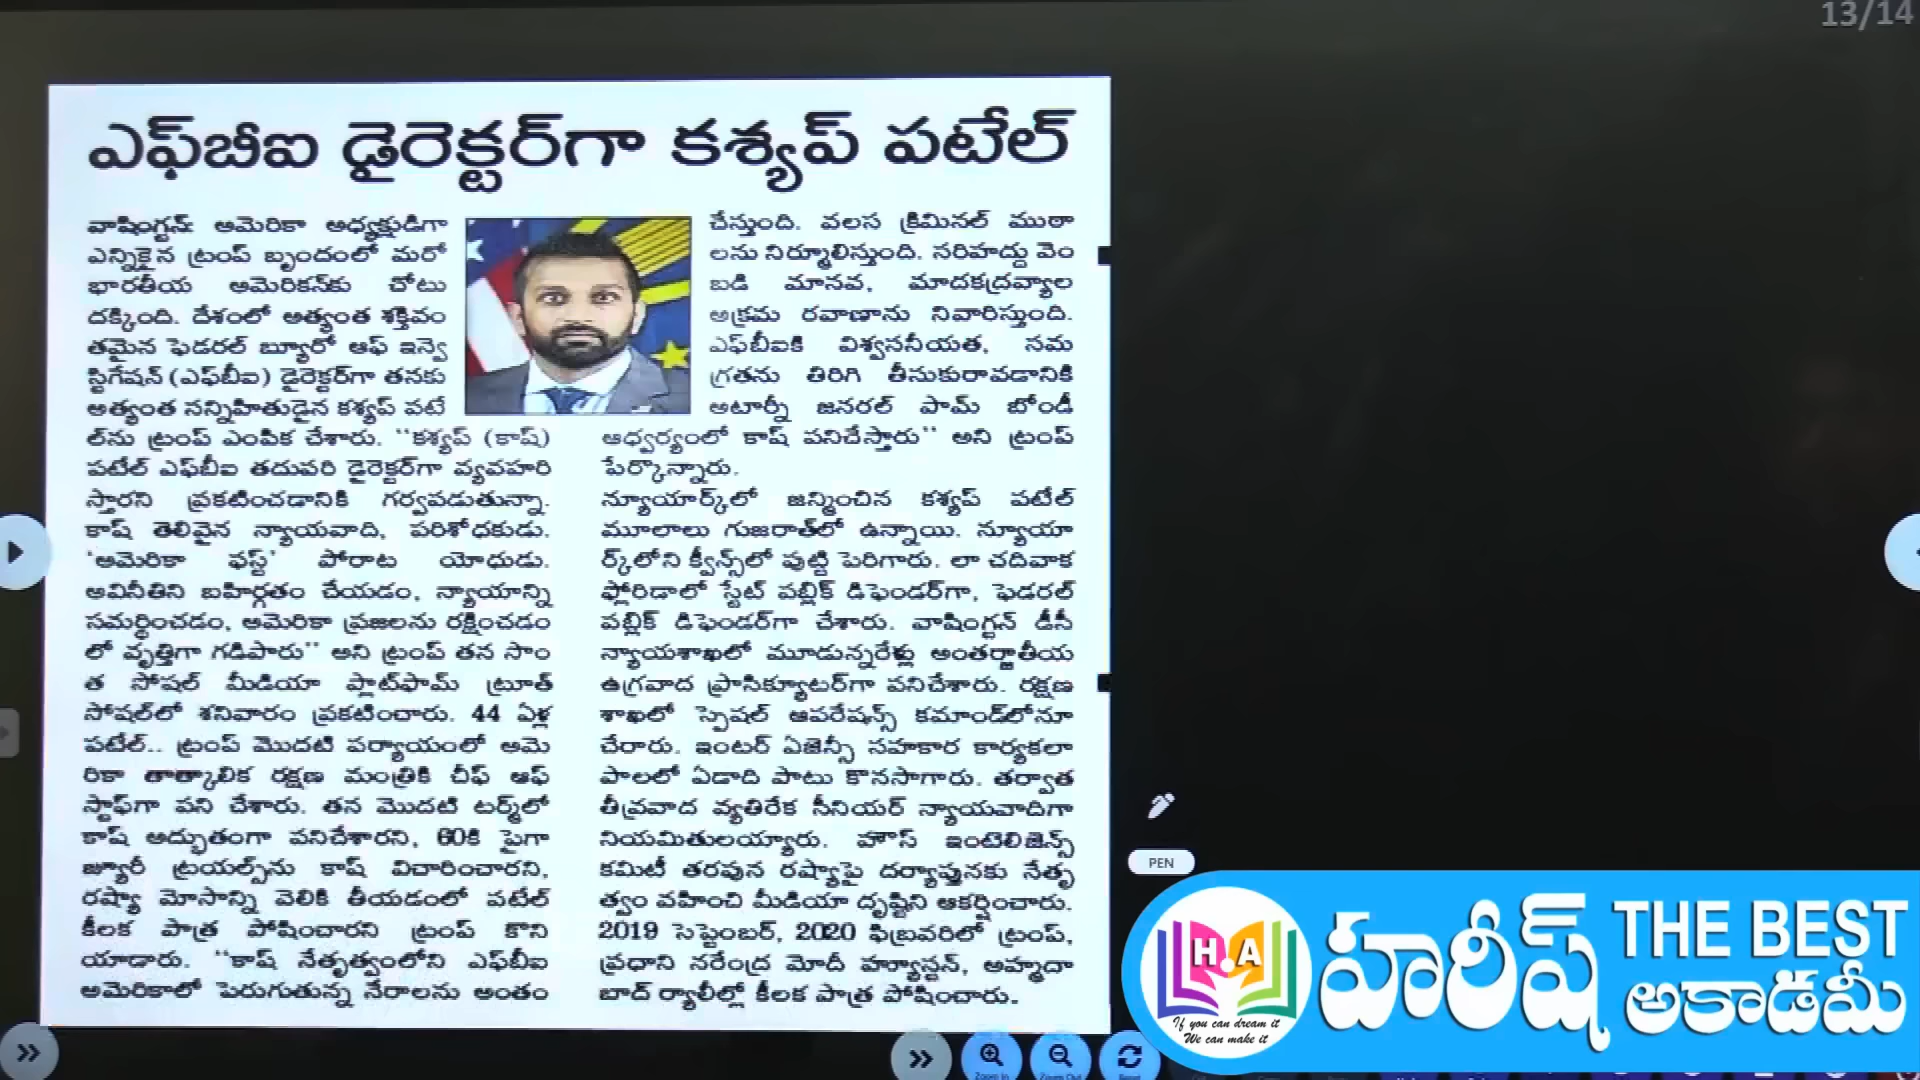 13/14
ఎఫ్‌బీఐ డైరెక్టర్‌గా కశ్యప్ పటేల్
వాషింగ్టన్: అమెరికా అధ్యక్షుడిగా
ఎన్నికైన ట్రంప్ బృందంలో మరో
భారతీయ అమెరికన్‌కు చోటు
దక్కింది. దేశంలో అత్యంత శక్తివం
తమైన ఫెడరల్ బ్యూరో ఆఫ్ ఇన్వె
స్టిగేషన్ (ఎఫ్‌బీఐ) డైరెక్టర్‌గా తనకు
అత్యంత సన్నిహితుడైన కశ్యప్ పటే
ల్‌ను ట్రంప్ ఎంపిక చేశారు. ‘‘కశ్యప్ (కాష్)
పటేల్ ఎఫ్‌బీఐ తదుపరి డైరెక్టర్‌గా వ్యవహరి
స్తారని ప్రకటించడానికి గర్వపడుతున్నా.
కాష్ తెలివైన న్యాయవాది, పరిశోధకుడు.
‘అమెరికా ఫస్ట్’ పోరాట యోధుడు.
అవినీతిని బహిర్గతం చేయడం, న్యాయాన్ని
సమర్థించడం, అమెరికా ప్రజలను రక్షించడం
లో వృత్తిగా గడిపారు’’ అని ట్రంప్ తన సొం
త సోషల్ మీడియా ప్లాట్‌ఫామ్ ట్రూత్
సోషల్‌లో శనివారం ప్రకటించారు. 44 ఏళ్ల
పటేల్.. ట్రంప్ మొదటి పర్యాయంలో అమె
రికా తాత్కాలిక రక్షణ మంత్రికి చీఫ్ ఆఫ్
స్టాఫ్‌గా పని చేశారు. తన మొదటి టర్మ్‌లో
కాష్ అద్భుతంగా పనిచేశారని, 60కి పైగా
జ్యూరీ ట్రయల్స్‌ను కాష్ విచారించారని,
రష్యా మోసాన్ని వెలికి తీయడంలో పటేల్
కీలక పాత్ర పోషించారని ట్రంప్ కొని
యాడారు. ‘‘కాష్ నేతృత్వంలోని ఎఫ్‌బీఐ
అమెరికాలో పెరుగుతున్న నేరాలను అంతం
చేస్తుంది. వలస క్రిమినల్ ముఠా
లను నిర్మూలిస్తుంది. సరిహద్దు వెం
బడి మానవ, మాదకద్రవ్యాల
అక్రమ రవాణాను నివారిస్తుంది.
ఎఫ్‌బీఐకి విశ్వసనీయత, సమ
గ్రతను తిరిగి తీసుకురావడానికి
అటార్నీ జనరల్ పామ్ బోండీ
ఆధ్వర్యంలో కాష్ పనిచేస్తారు’’ అని ట్రంప్
పేర్కొన్నారు.
న్యూయార్క్‌లో జన్మించిన కశ్యప్ పటేల్
మూలాలు గుజరాత్‌లో ఉన్నాయి. న్యూయా
ర్క్‌లోని క్వీన్స్‌లో పుట్టి పెరిగారు. లా చదివాక
ఫ్లోరిడాలో స్టేట్ పబ్లిక్ డిఫెండర్‌గా, ఫెడరల్
పబ్లిక్ డిఫెండర్‌గా చేశారు. వాషింగ్టన్ డీసీ
న్యాయశాఖలో మూడున్నరేళ్లు అంతర్జాతీయ
ఉగ్రవాద ప్రాసిక్యూటర్‌గా పనిచేశారు. రక్షణ
శాఖలో స్పెషల్ ఆపరేషన్స్ కమాండ్‌లోనూ
చేరారు. ఇంటర్ ఏజెన్సీ సహకార కార్యకలా
పాలలో ఏడాది పాటు కొనసాగారు. తర్వాత
తీవ్రవాద వ్యతిరేక సీనియర్ న్యాయవాదిగా
నియమితులయ్యారు. హౌస్ ఇంటెలిజెన్స్
కమిటీ తరపున రష్యాపై దర్యాప్తునకు నేతృ
త్వం వహించి మీడియా దృష్టిని ఆకర్షించారు.
2019 సెప్టెంబర్, 2020 ఫిబ్రవరిలో ట్రంప్,
ప్రధాని నరేంద్ర మోదీ హ్యూస్టన్, అహ్మదా
బాద్ ర్యాలీల్లో కీలక పాత్ర పోషించారు.
PEN
H.A
If you can dream it
We can make it
హరీష్
THE BEST
అకాడమీ
Zoom In
Zoom Out
Reset